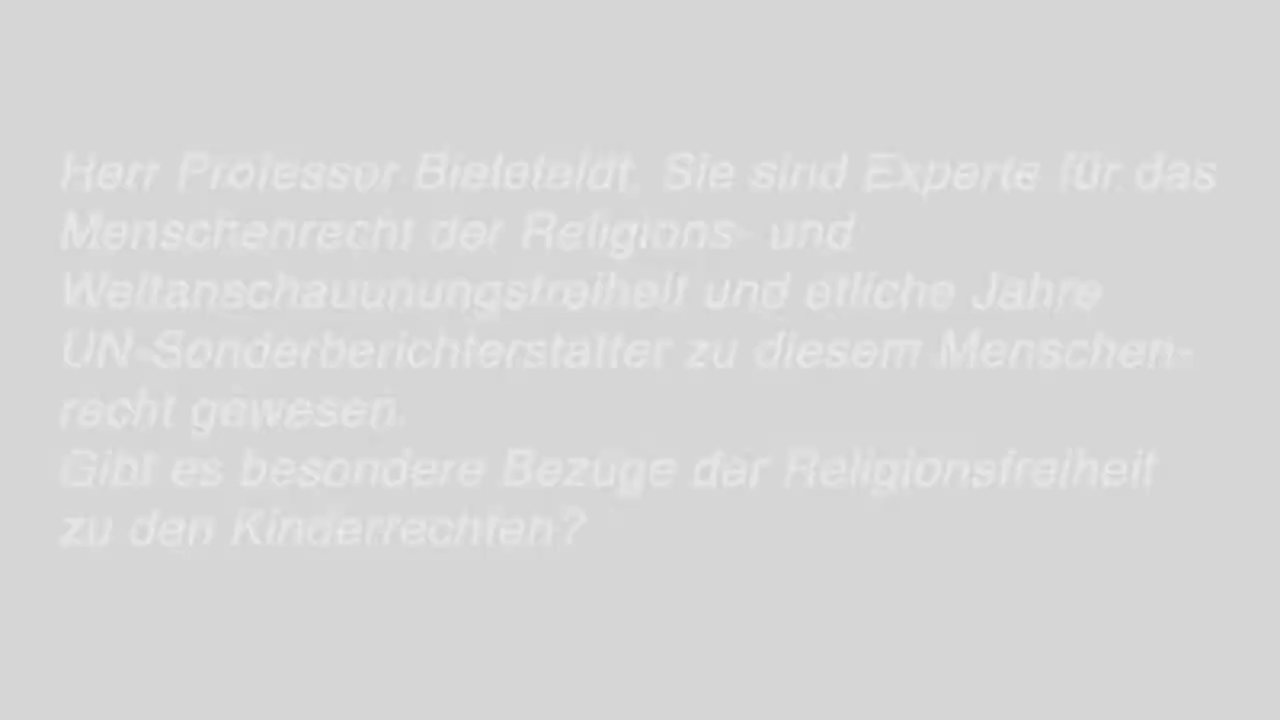 Herr Professor Bielefeldt, Sie sind Experte für das
Menschenrecht der Religions- und
Weltanschauunungsfreiheit und etliche Jahre
UN-Sonderberichterstatter zu diesem Menschen-
recht gewesen.
Gibt es besondere Bezüge der Religionsfreiheit
zu den Kinderrechten?